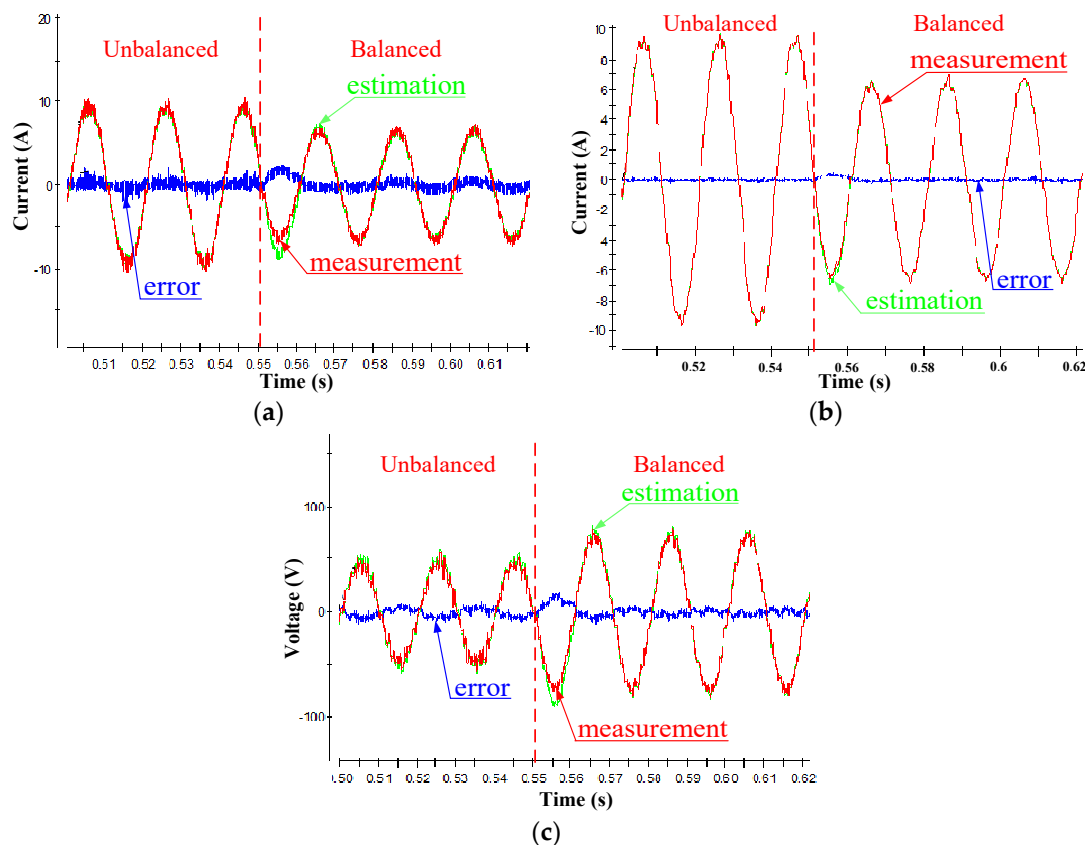 20
Unbalanced
Balanced
estimation
10
0
-10
measurement
error
Current (A)
0.51 0.52 0.53 0.54 0.55 0.56 0.57 0.58 0.59 0.60 0.61
Time (s)
(a)
10
Unbalanced
Balanced
measurement
8
6
4
2
0
-2
-4
-6
-8
-10
error
estimation
Current (A)
0.52 0.54 0.56 0.58 0.6 0.62
Time (s)
(b)
Unbalanced
Balanced
estimation
100
0
-100
error
measurement
Voltage (V)
0.50 0.51 0.52 0.53 0.54 0.55 0.56 0.57 0.58 0.59 0.60 0.61 0.62
Time (s)
(c)